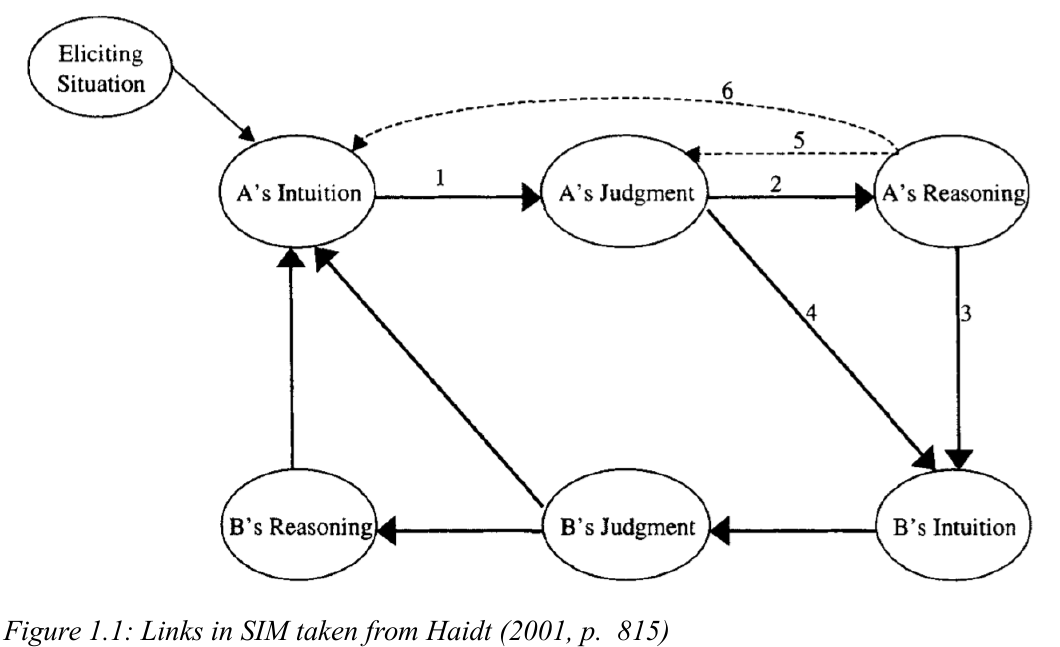 Eliciting
Situation
6
5
A's Intuition
1
A's Judgment
2
A's Reasoning
4
3
B's Reasoning
B's Judgment
B's Intuition
Figure 1.1: Links in SIM taken from Haidt (2001, p. 815)